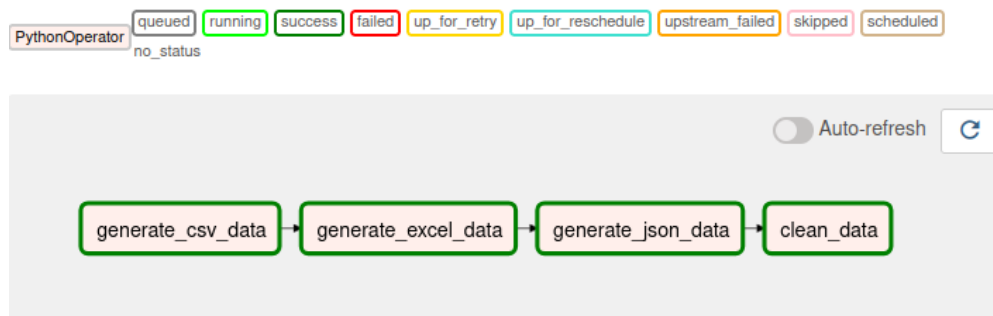 PythonOperator queued running success failed up_for_retry up_for_reschedule upstream_failed skipped scheduled
no_status
Auto-refresh
generate_csv_data generate_excel_data generate_json_data clean_data